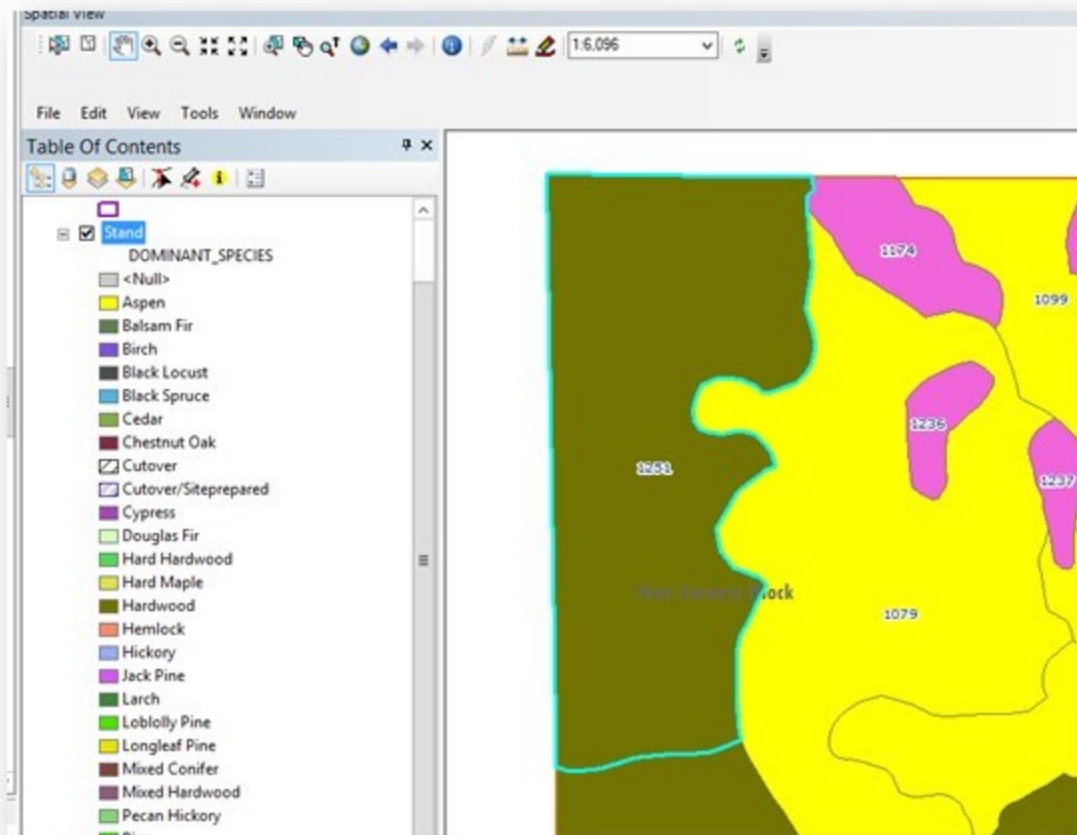 Spatial View
1:6,096
File Edit View Tools Window
Table Of Contents
Stand
DOMINANT_SPECIES
<Null>
Aspen
Balsam Fir
Birch
Black Locust
Black Spruce
Cedar
Chestnut Oak
Cutover
Cutover/Siteprepared
Cypress
Douglas Fir
Hard Hardwood
Hard Maple
Hardwood
Hemlock
Hickory
Jack Pine
Larch
Loblolly Pine
Longleaf Pine
Mixed Conifer
Mixed Hardwood
Pecan Hickory
1174
1099
1236
1251
1237
Block
1079